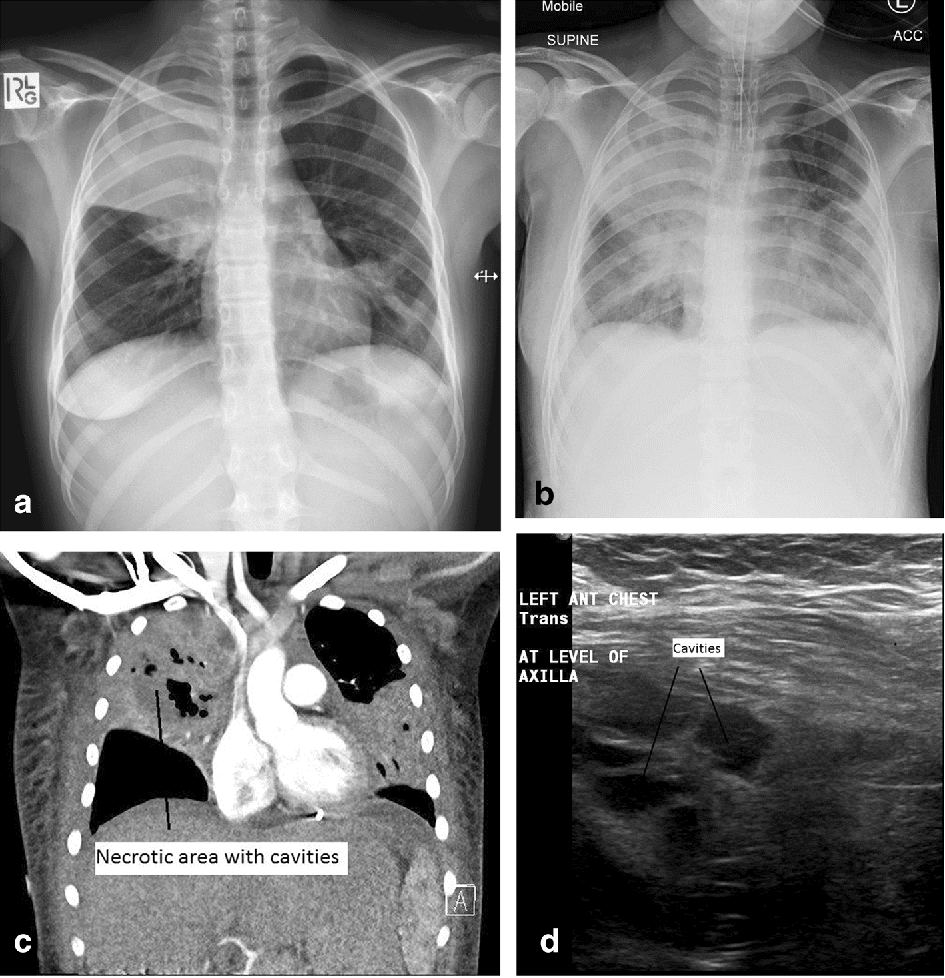 RLG
a
Mobile
SUPINE
L
ACC
b
Necrotic area with cavities
A
c
LEFT ANT CHEST
Trans
AT LEVEL OF
AXILLA
Cavities
d